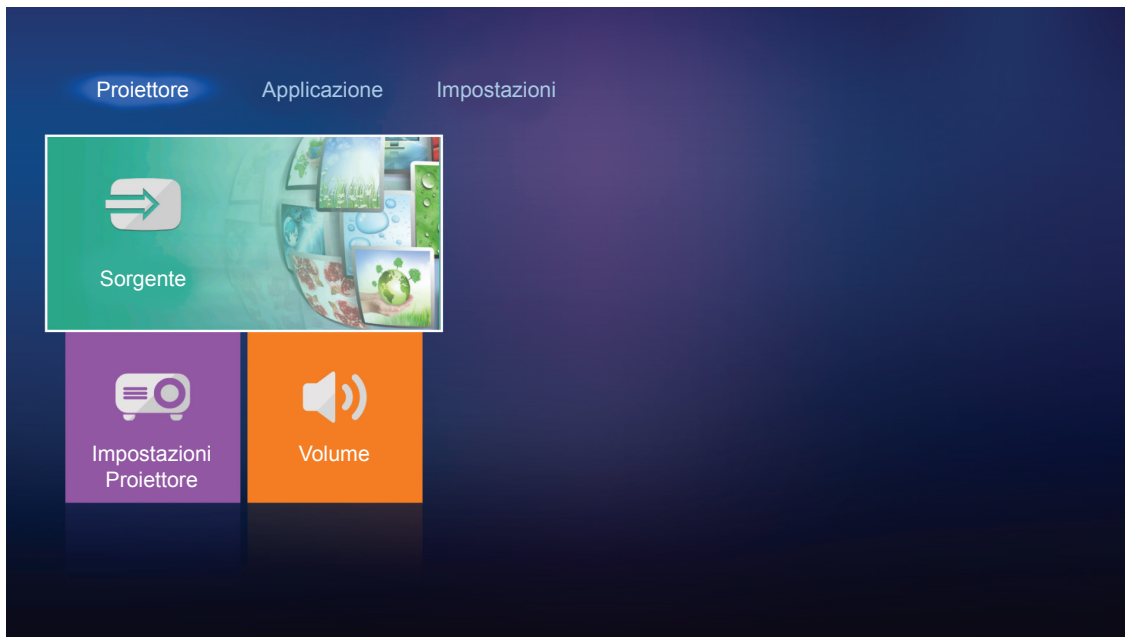 Proiettore Applicazione Impostazioni
Sorgente
Impostazioni
Proiettore
Volume